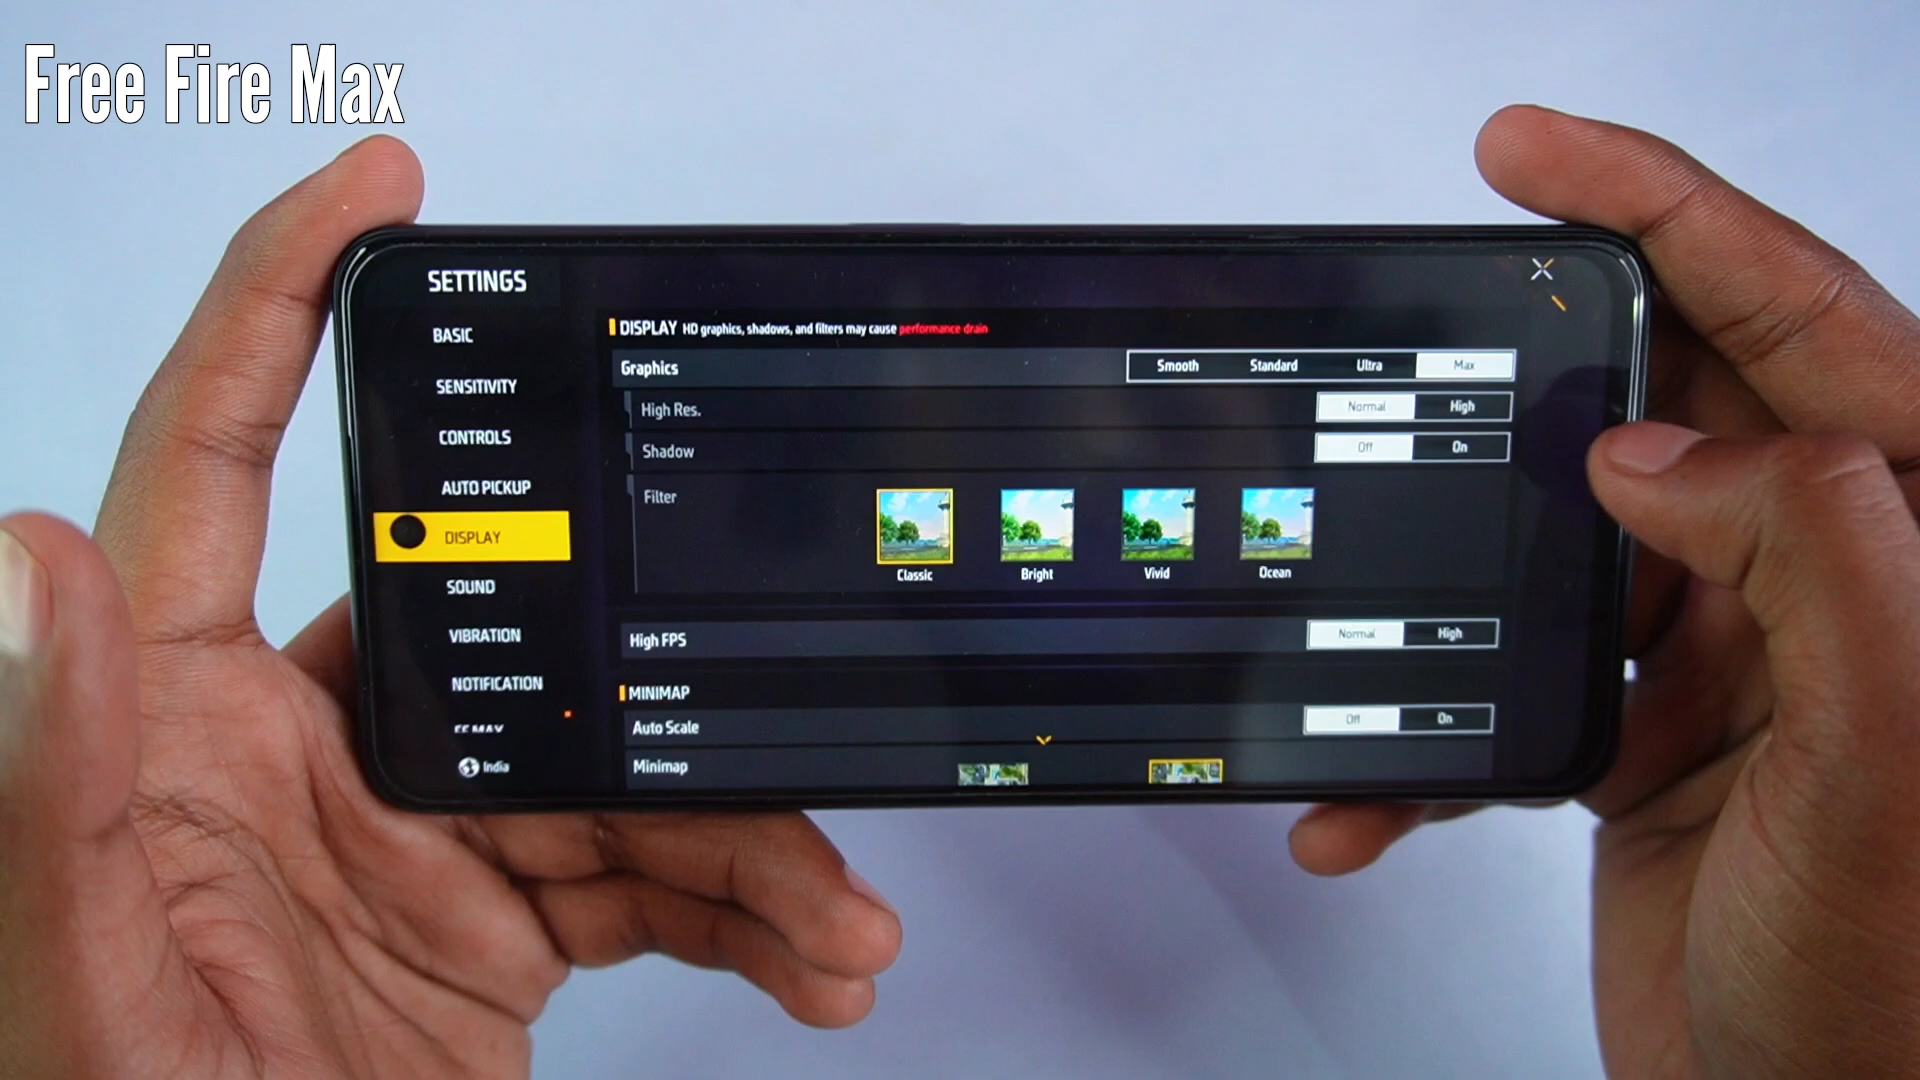 Free Fire Max
SETTINGS
BASIC
SENSITIVITY
CONTROLS
AUTO PICKUP
DISPLAY
SOUND
VIBRATION
NOTIFICATION
FF MAX
India
DISPLAY HD graphics, shadows, and filters may cause performance drain
Graphics Smooth Standard Ultra Max
High Res. Normal High
Shadow Off On
Filter
Classic Bright Vivid Ocean
High FPS Normal High
MINIMAP
Auto Scale Off On
Minimap